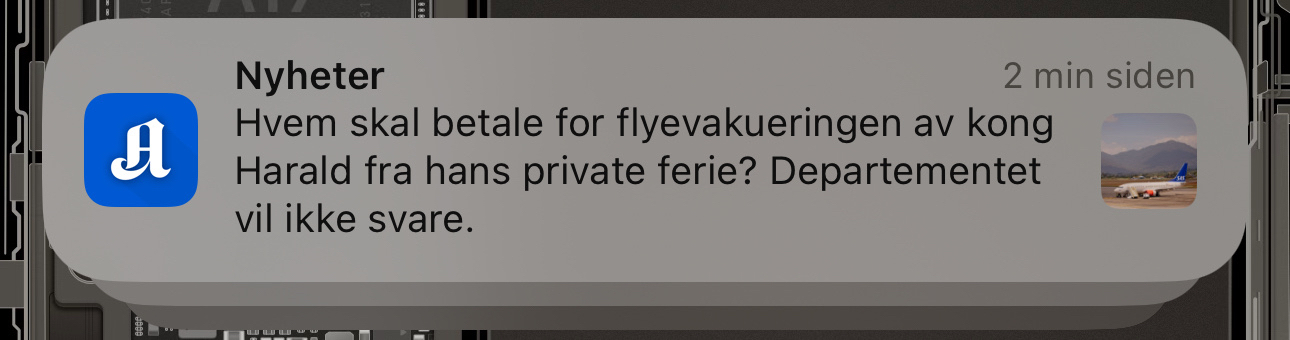 Nyheter
2 min siden
Hvem skal betale for flyevakueringen av kong
Harald fra hans private ferie? Departementet
vil ikke svare.